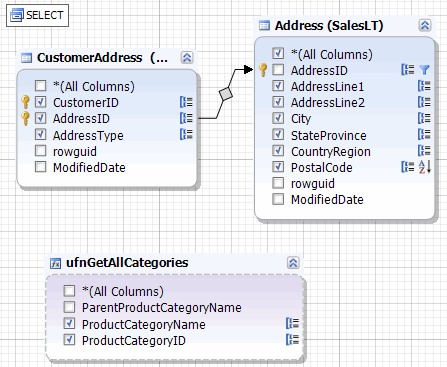 SELECT
CustomerAddress (...
*(All Columns)
CustomerID
AddressID
AddressType
rowguid
ModifiedDate
Address (SalesLT)
*(All Columns)
AddressID
AddressLine1
AddressLine2
City
StateProvince
CountryRegion
PostalCode
rowguid
ModifiedDate
ufnGetAllCategories
*(All Columns)
ParentProductCategoryName
ProductCategoryName
ProductCategoryID